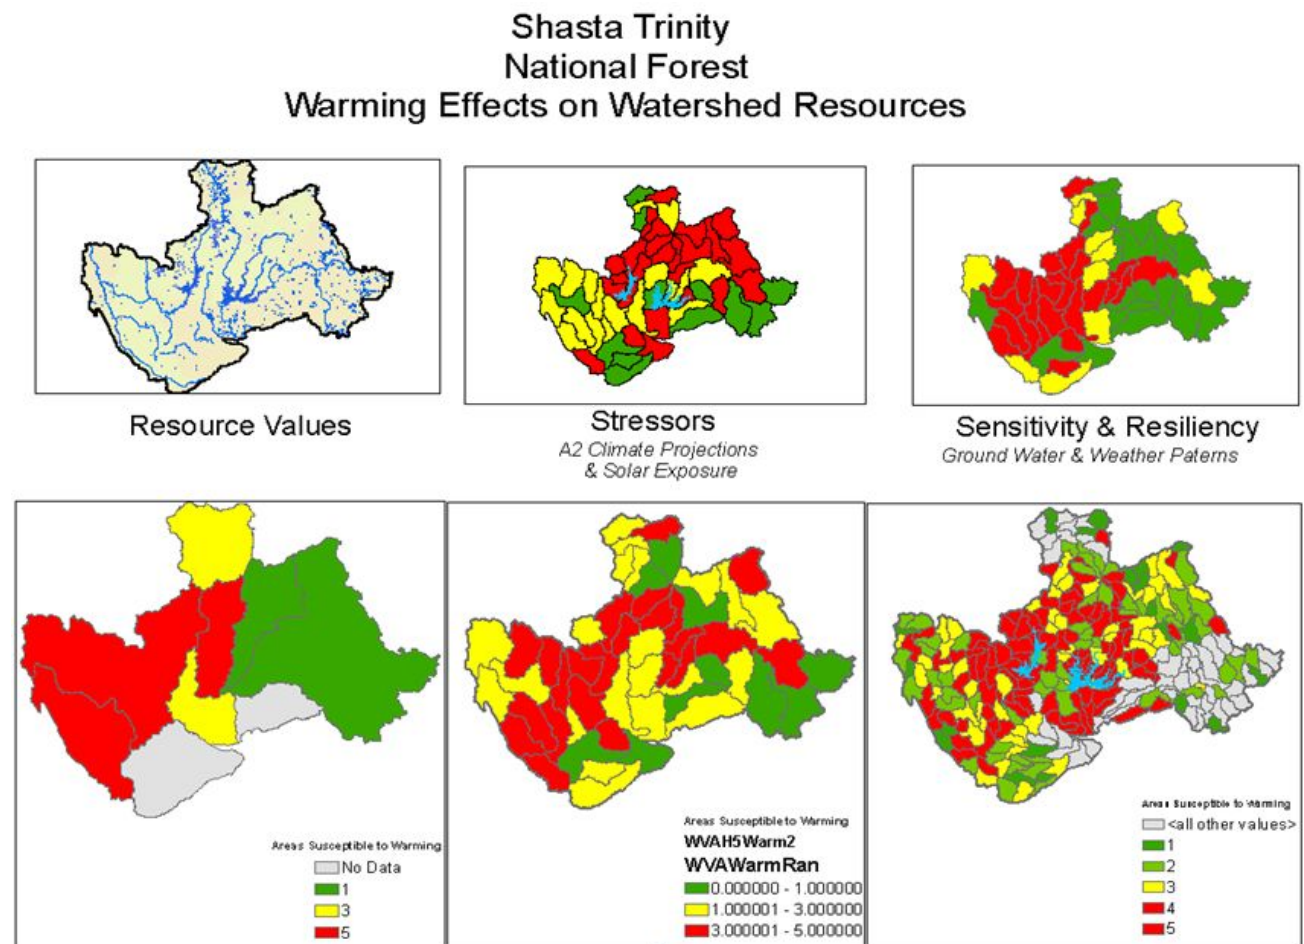 Shasta Trinity
National Forest
Warming Effects on Watershed Resources
Resource Values
Stressors
A2 Climate Projections
& Solar Exposure
Sensitivity & Resiliency
Ground Water & Weather Paterns
Areas Susceptible to Warming
No Data
1
3
5
Areas Susceptible to Warming
WVAH5Warm2
WVAWarmRan
0.000000 - 1.000000
1.000001 - 3.000000
3.000001 - 5.000000
Areas Susceptible to Warming
<all other values>
1
2
3
4
5